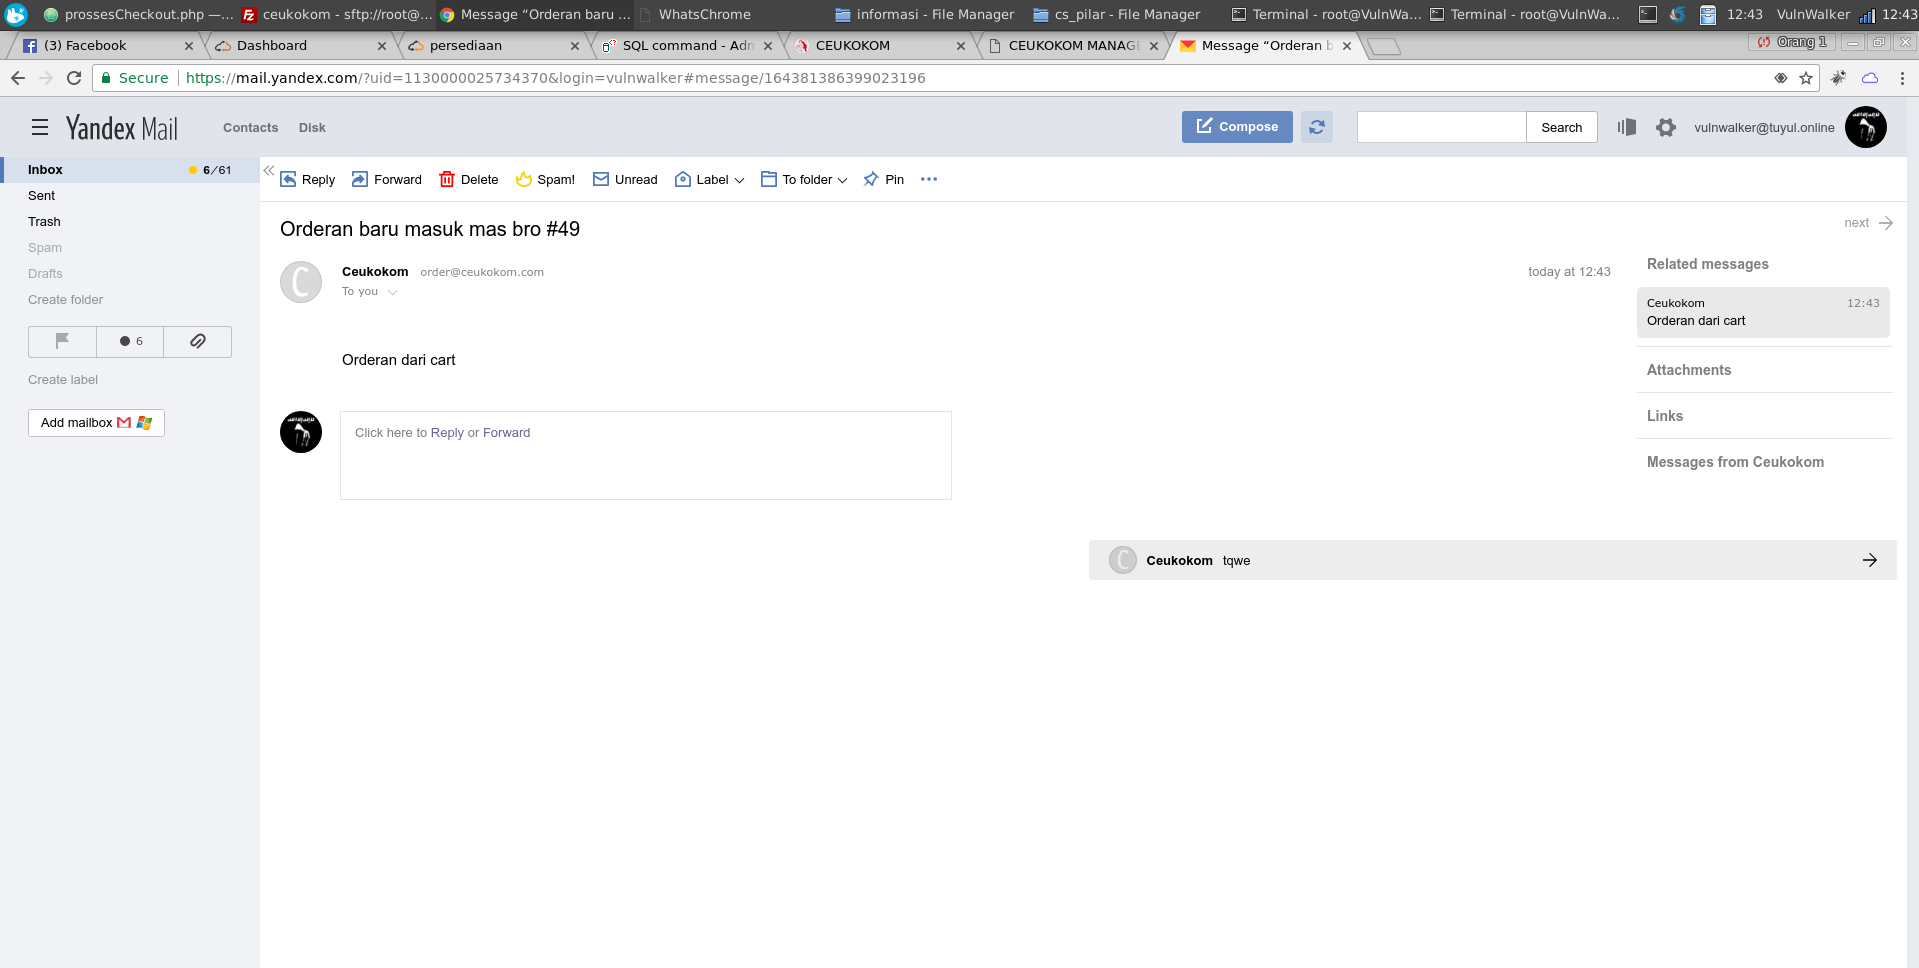 prossesCheckout.php —... ceukokom - sftp://root@... Message “Orderan baru ... WhatsChrome informasi - File Manager cs_pilar - File Manager Terminal - root@VulnWa... Terminal - root@VulnWa... 12:43 VulnWalker 12:43
(3) Facebook Dashboard persediaan SQL command - Adn CEUKOKOM CEUKOKOM MANAGE Message “Orderan b Orang 1
Secure https://mail.yandex.com/?uid=1130000025734370&login=vulnwalker#message/164381386399023196
Yandex Mail Contacts Disk Compose Search vulnwalker@tuyul.online
Inbox 6/61
Sent
Trash
Spam
Drafts
Create folder
6
Create label
Add mailbox
Reply Forward Delete Spam! Unread Label To folder Pin
Orderan baru masuk mas bro #49
next
Ceukokom order@ceukokom.com today at 12:43
To you
Orderan dari cart
Click here to Reply or Forward
Related messages
Ceukokom 12:43
Orderan dari cart
Attachments
Links
Messages from Ceukokom
C Ceukokom tqwe